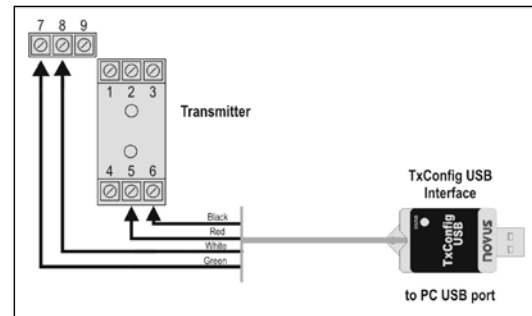 7 8 9
1 2 3
Transmitter
4 5 6
Black
Red
White
Green
TxConfig USB
Interface
TxConfig
USB
novus
to PC USB port